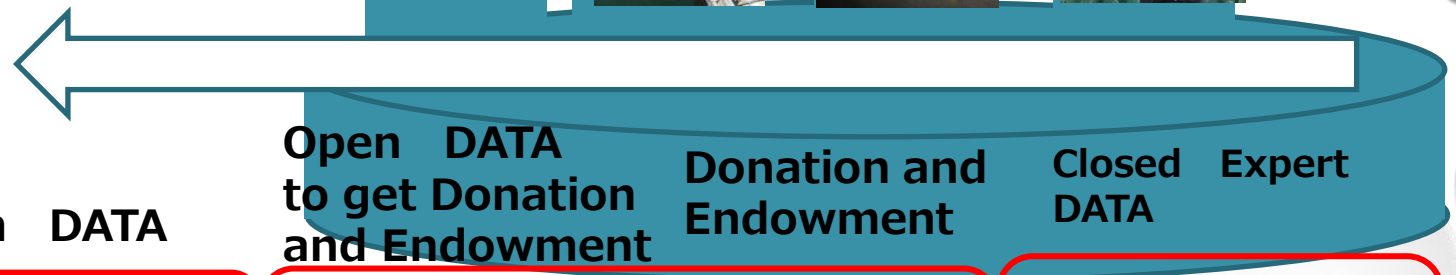 DATA
Open DATA
to get Donation
and Endowment
Donation and
Endowment
Closed Expert
DATA